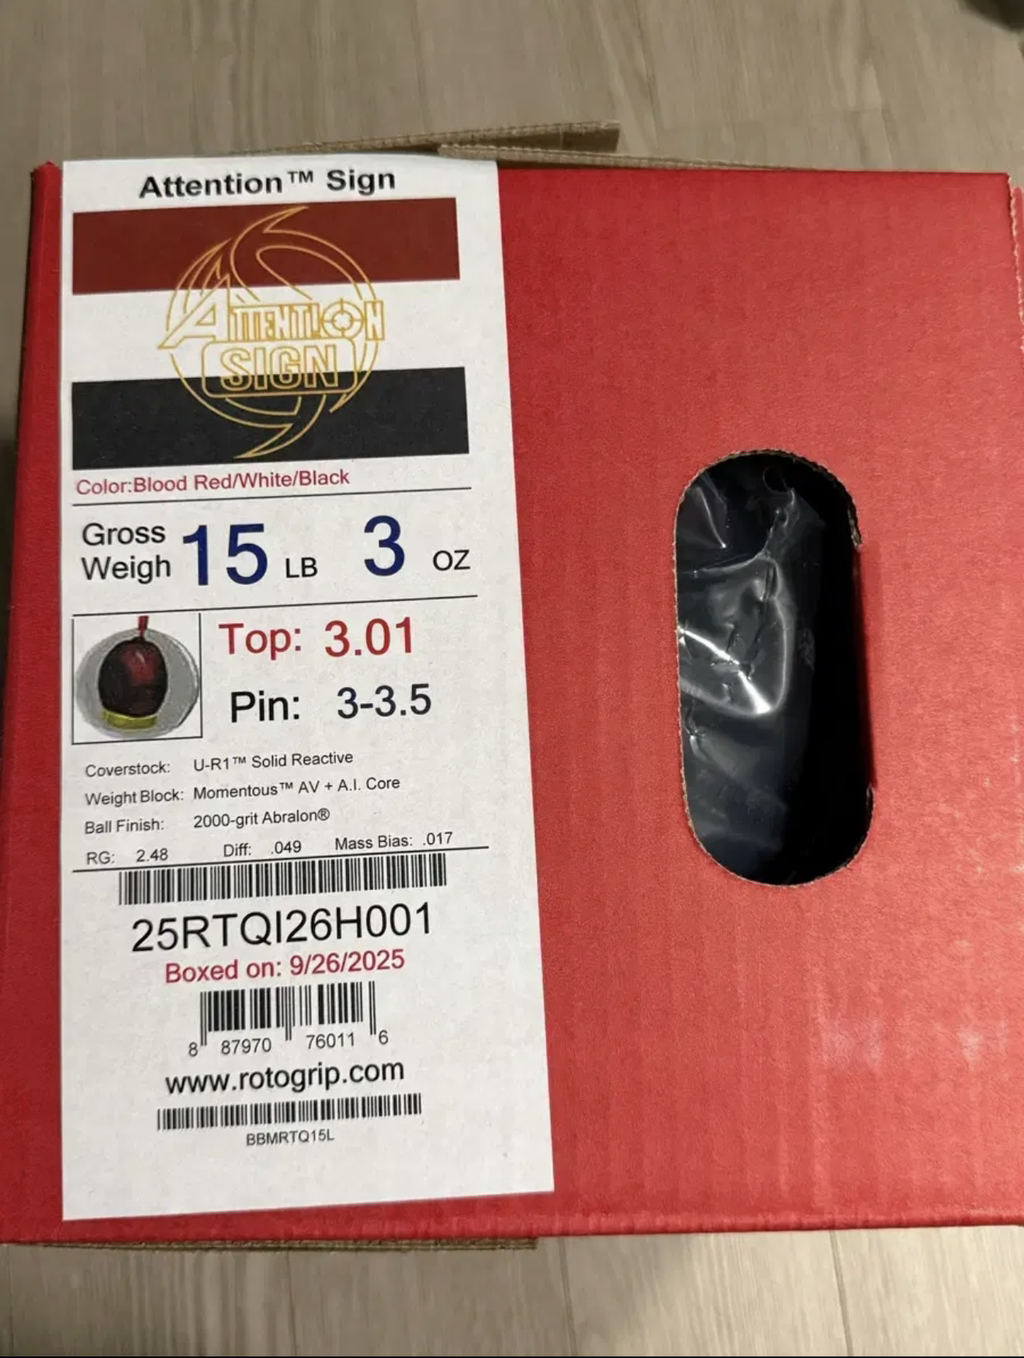 Attention™ Sign
ATTENTION
SIGN
Color:Blood Red/White/Black
Gross Weigh 15 LB 3 OZ
Top: 3.01
Pin: 3-3.5
Coverstock: U-R1™ Solid Reactive
Weight Block: Momentous™ AV + A.I. Core
Ball Finish: 2000-grit Abralon®
RG: 2.48 Diff: .049 Mass Bias: .017
25RTQI26H001
Boxed on: 9/26/2025
8 87970 76011 6
www.rotogrip.com
BBMRTQ15L